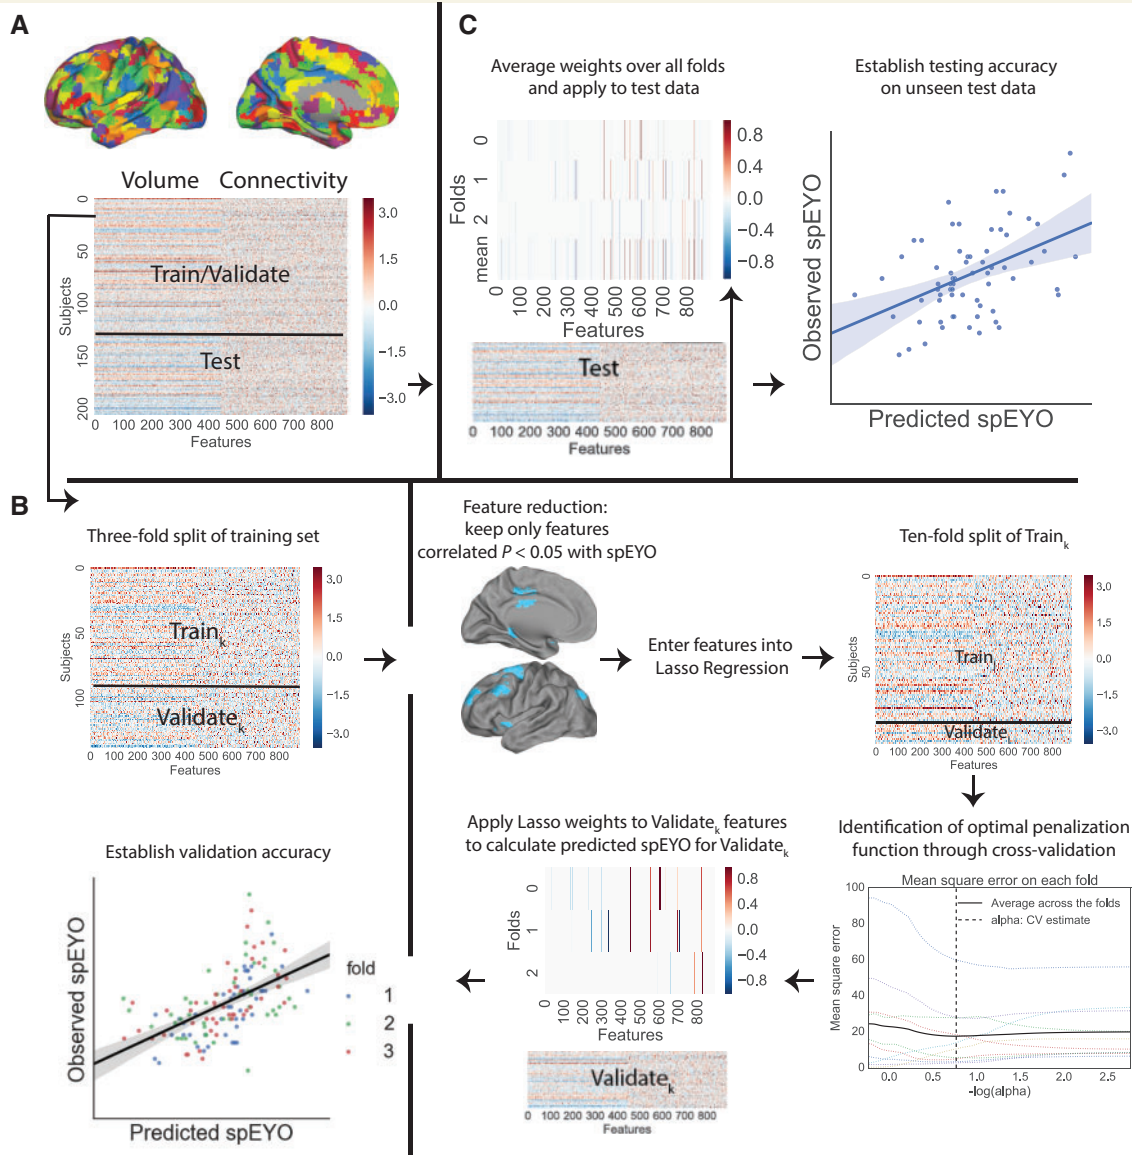 A
Volume Connectivity
0
50
100
150
200
Subjects
Train/Validate
Test
3.0
1.5
0.0
−1.5
−3.0
0 100 200 300 400 500 600 700 800
Features
C
Average weights over all folds
and apply to test data
0
1
2
mean
Folds
0.8
0.4
0.0
−0.4
−0.8
0 100 200 300 400 500 600 700 800
Features
Test
0 100 200 300 400 500 600 700 800
Features
Establish testing accuracy
on unseen test data
Observed spEYO
Predicted spEYO
B
Three-fold split of training set
0
50
100
Subjects
Train k
Validate k
3.0
1.5
0.0
−1.5
−3.0
0 100 200 300 400 500 600 700 800
Features
Feature reduction:
keep only features
correlated P < 0.05 with spEYO
Enter features into
Lasso Regression
Ten-fold split of Train k
0
50
Subjects
Train
Validate
3.0
1.5
0.0
−1.5
−3.0
0 100 200 300 400 500 600 700 800
Features
Identification of optimal penalization
function through cross-validation
Mean square error on each fold
Average across the folds
alpha: CV estimate
100
80
60
40
20
0
Mean square error
0.0 0.5 1.0 1.5 2.0 2.5
-log(alpha)
Apply Lasso weights to Validate k features
to calculate predicted spEYO for Validate k
0
1
2
Folds
0.8
0.4
0.0
−0.4
−0.8
0 100 200 300 400 500 600 700 800
Features
Validate k
0 100 200 300 400 500 600 700 800
Features
Establish validation accuracy
Observed spEYO
Predicted spEYO
fold
1
2
3